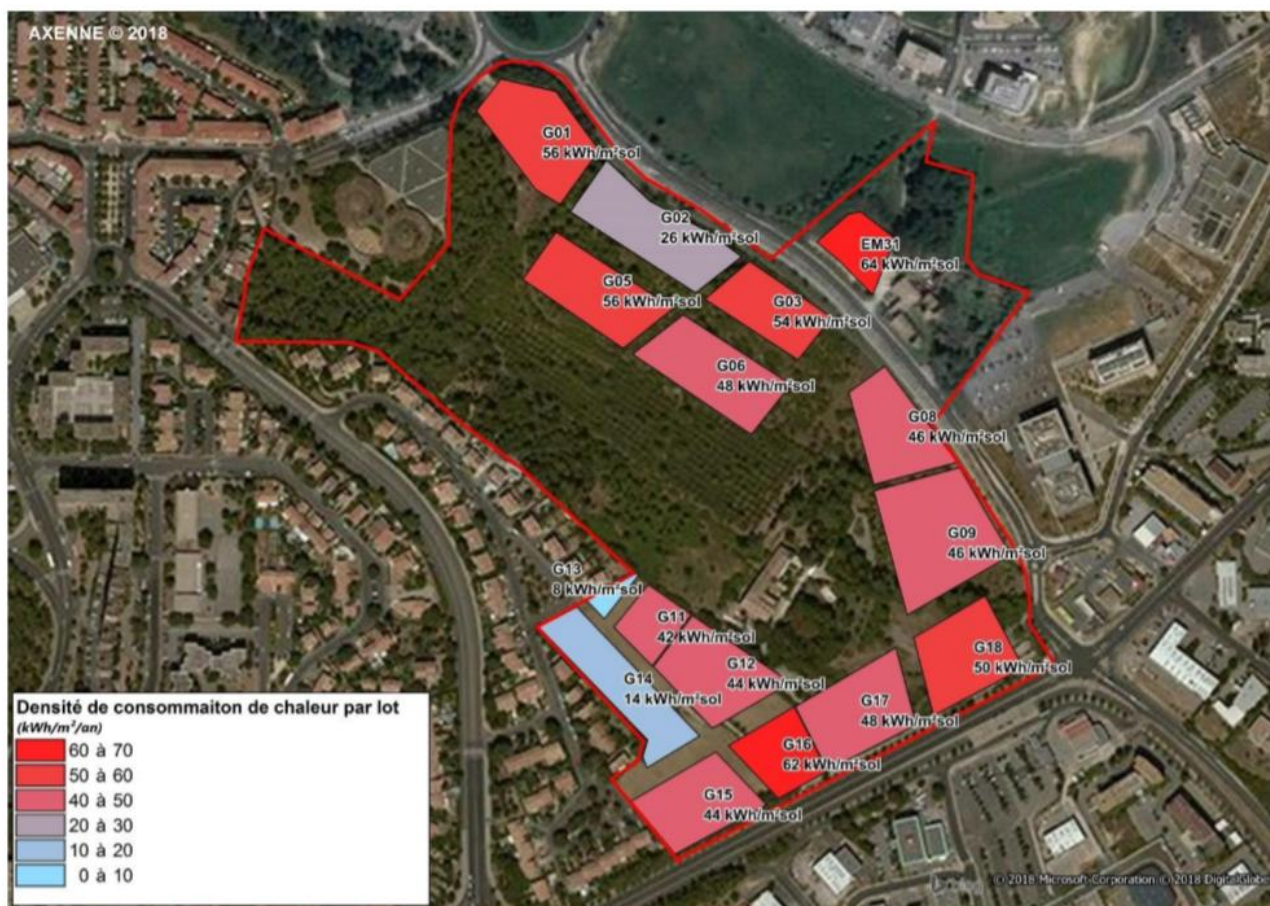 AXENNE © 2018
G01
56 kWh/m²sol
G02
26 kWh/m²sol
EM31
64 kWh/m²sol
G05
56 kWh/m²sol
G03
54 kWh/m²sol
G06
48 kWh/m²sol
G08
46 kWh/m²sol
G09
46 kWh/m²sol
G13
8 kWh/m²sol
G11
42 kWh/m²sol
G12
44 kWh/m²sol
G18
50 kWh/m²sol
G14
14 kWh/m²sol
G17
48 kWh/m²sol
G16
62 kWh/m²sol
G15
44 kWh/m²sol
Densité de consommaiton de chaleur par lot
(kWh/m²/an)
60 à 70
50 à 60
40 à 50
20 à 30
10 à 20
0 à 10
© 2018 Microsoft Corporation © 2018 DigitalGlobe